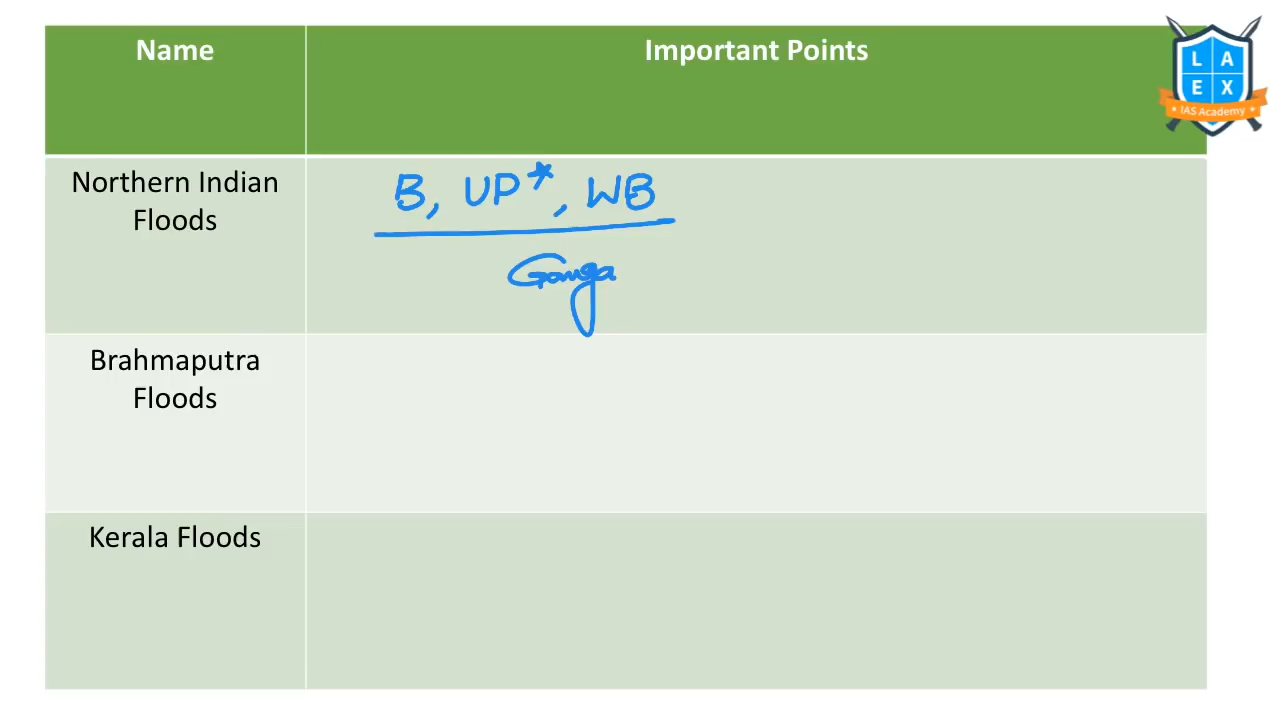 Name
Important Points
L A
E X
IAS Academy
Northern Indian
Floods
B, UP*, WB
Ganga
Brahmaputra
Floods
Kerala Floods